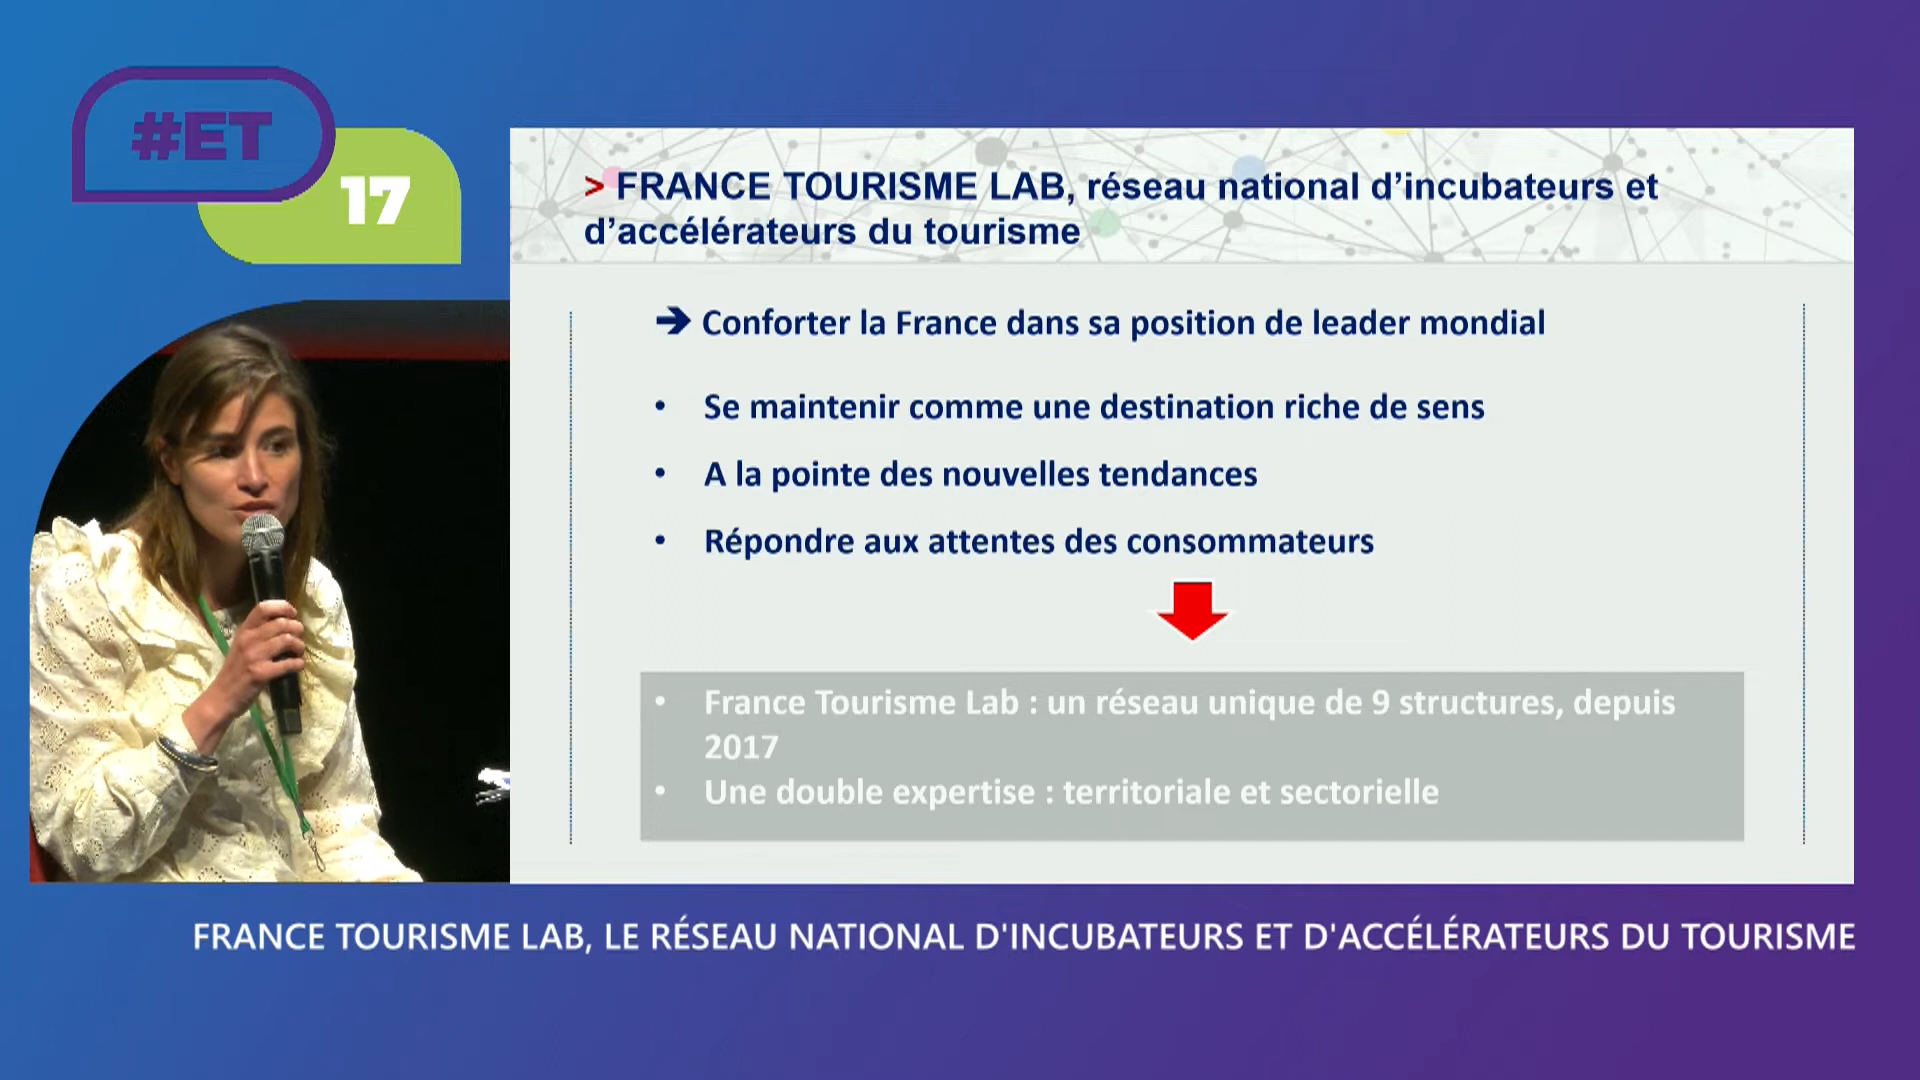 #ET
17
> FRANCE TOURISME LAB, réseau national d’incubateurs et
d’accélérateurs du tourisme
➔ Conforter la France dans sa position de leader mondial
• Se maintenir comme une destination riche de sens
• A la pointe des nouvelles tendances
• Répondre aux attentes des consommateurs
• France Tourisme Lab : un réseau unique de 9 structures, depuis
2017
• Une double expertise : territoriale et sectorielle
FRANCE TOURISME LAB, LE RÉSEAU NATIONAL D'INCUBATEURS ET D'ACCÉLÉRATEURS DU TOURISME